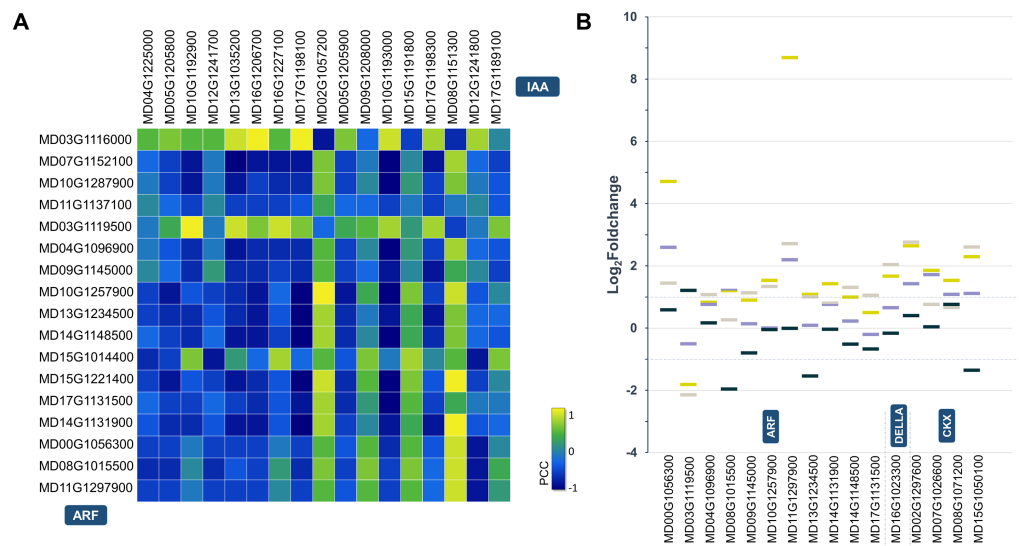 A
MD04G1225000
MD05G1205800
MD10G1192900
MD12G1241700
MD13G1035200
MD16G1206700
MD16G1227100
MD17G1198100
MD02G1057200
MD05G1205900
MD09G1208000
MD10G1193000
MD15G1191800
MD17G1198300
MD08G1151300
MD12G1241800
MD17G1189100
IAA
MD03G1116000
MD07G1152100
MD10G1287900
MD11G1137100
MD03G1119500
MD04G1096900
MD09G1145000
MD10G1257900
MD13G1234500
MD14G1148500
MD15G1014400
MD15G1221400
MD17G1131500
MD14G1131900
MD00G1056300
MD08G1015500
MD11G1297900
ARF
PCC
1
0
-1
B
Log2Foldchange
10
8
6
4
2
0
-2
-4
ARF
DELLA
CKX
MD00G1056300
MD03G1119500
MD04G1096900
MD08G1015500
MD09G1145000
MD10G1257900
MD11G1297900
MD13G1234500
MD14G1131900
MD14G1148500
MD17G1131500
MD16G1023300
MD02G1297600
MD07G1026600
MD08G1071200
MD15G1050100